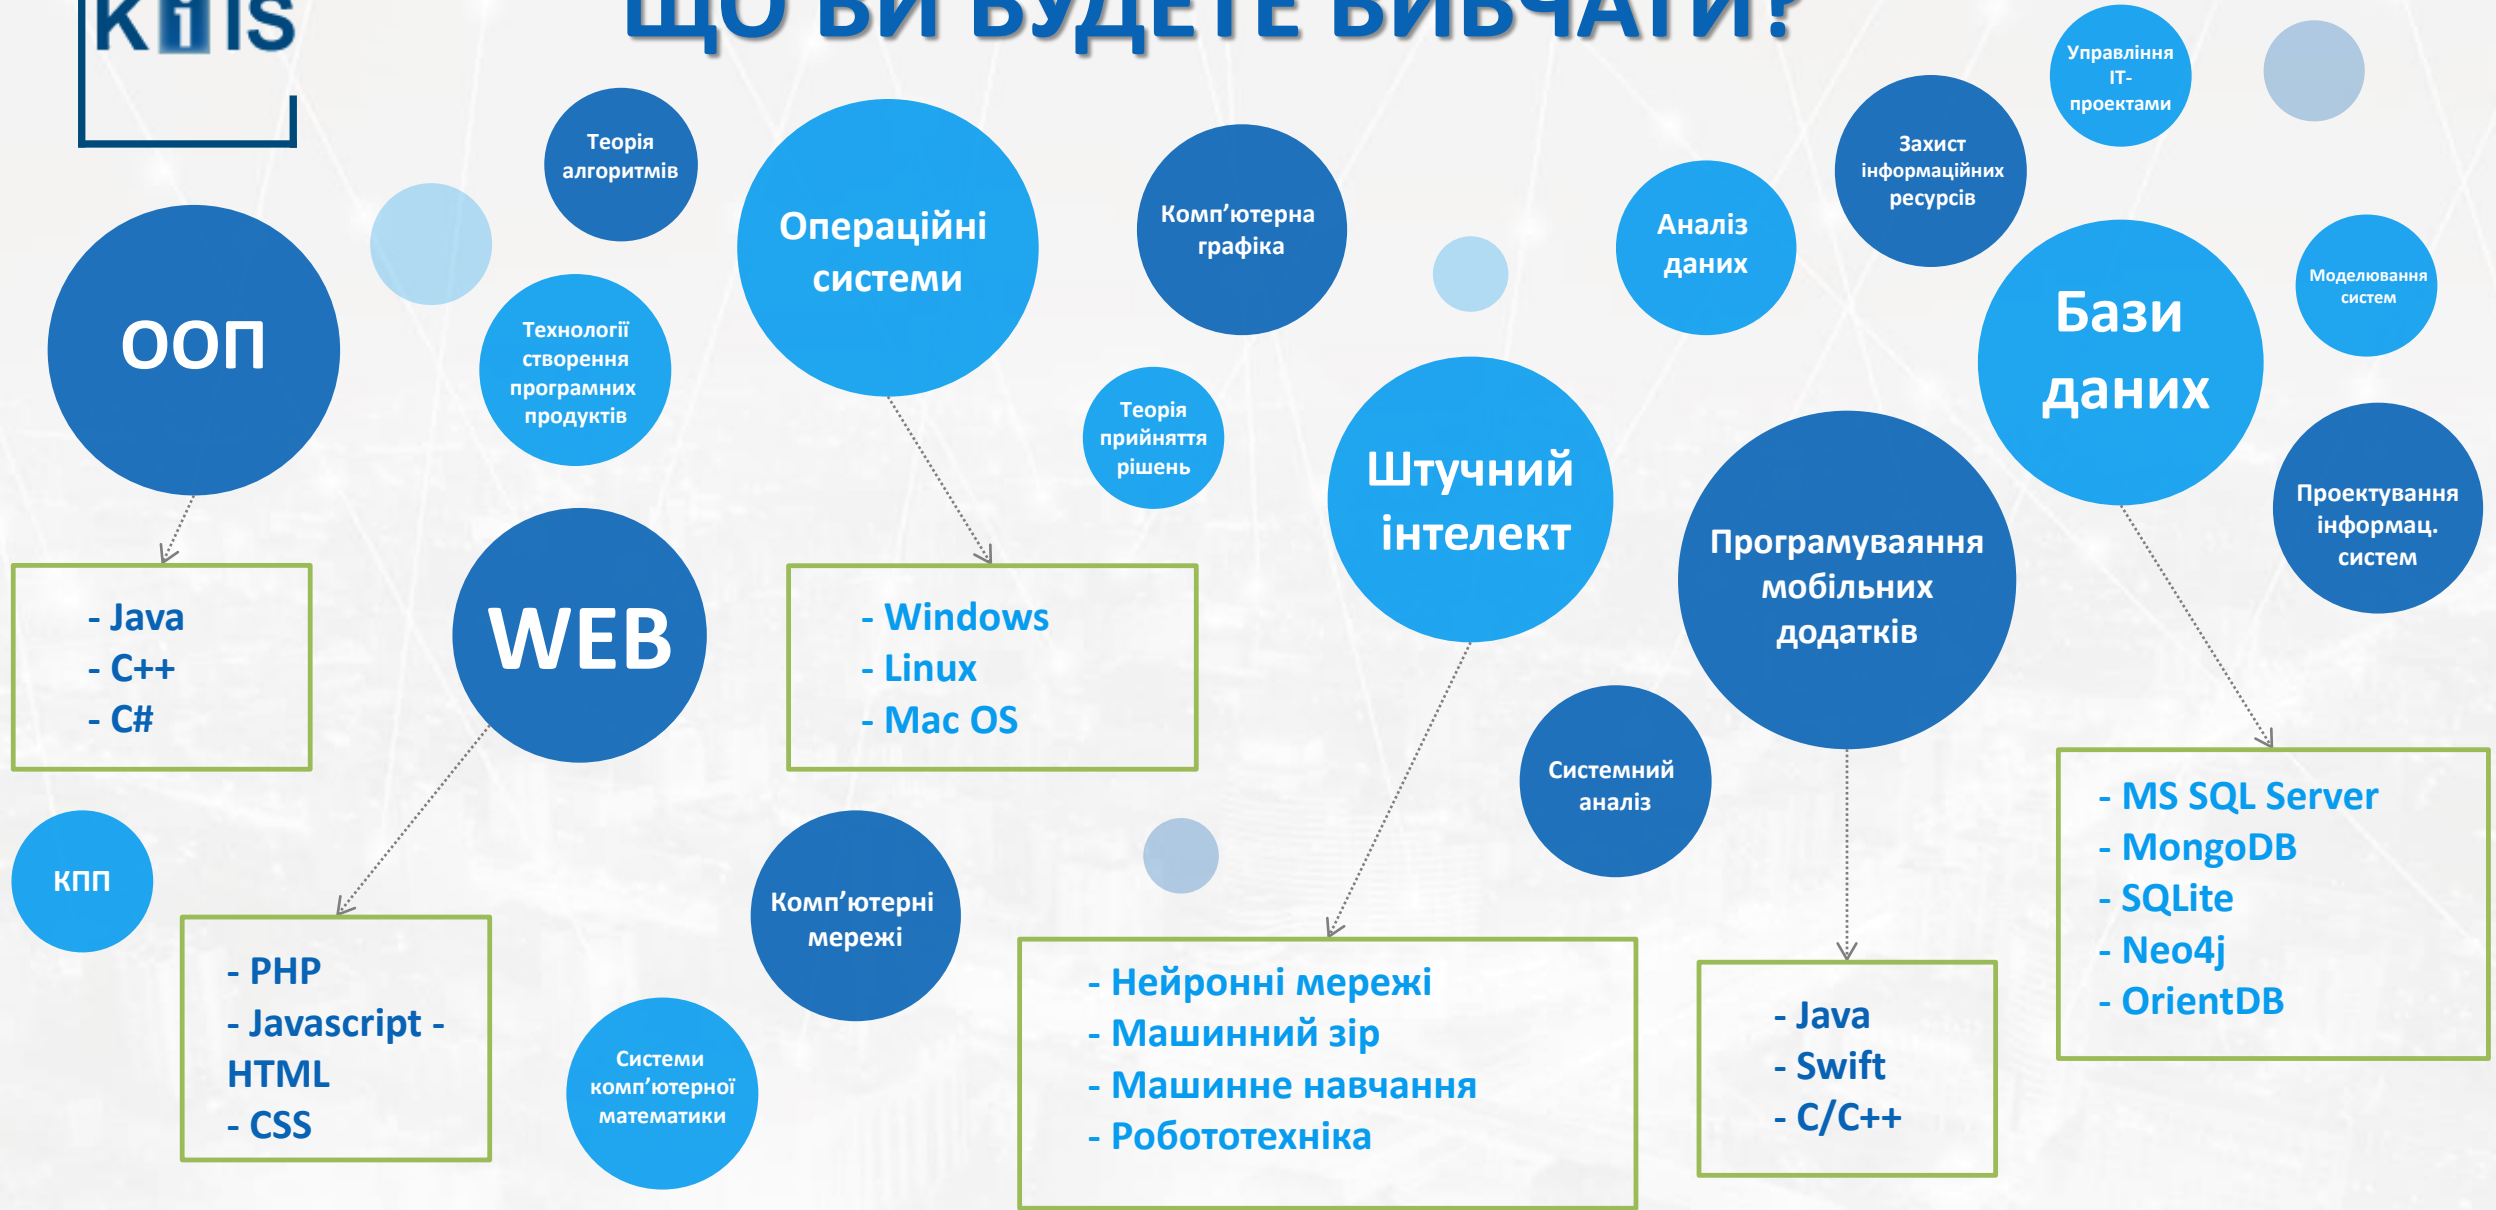 KiIS
ЩО ВИ БУДЕТЕ ВИВЧАТИ?
Управління
ІТ-
проектами
Теорія
алгоритмів
Захист
інформаційних
ресурсів
Операційні
системи
Комп’ютерна
графіка
Аналіз
даних
Моделювання
систем
ООП
Технології
створення
програмних
продуктів
Бази
даних
Теорія
прийняття
рішень
Штучний
інтелект
Проектування
інформац.
систем
Програмуваяння
мобільних
додатків
- Java
- C++
- C#
WEB
- Windows
- Linux
- Mac OS
Системний
аналіз
- MS SQL Server
- MongoDB
- SQLite
- Neo4j
- OrientDB
КПП
Комп’ютерні
мережі
- PHP
- Javascript -
HTML
- CSS
Системи
комп’ютерної
математики
- Нейронні мережі
- Машинний зір
- Машинне навчання
- Робототехніка
- Java
- Swift
- C/C++